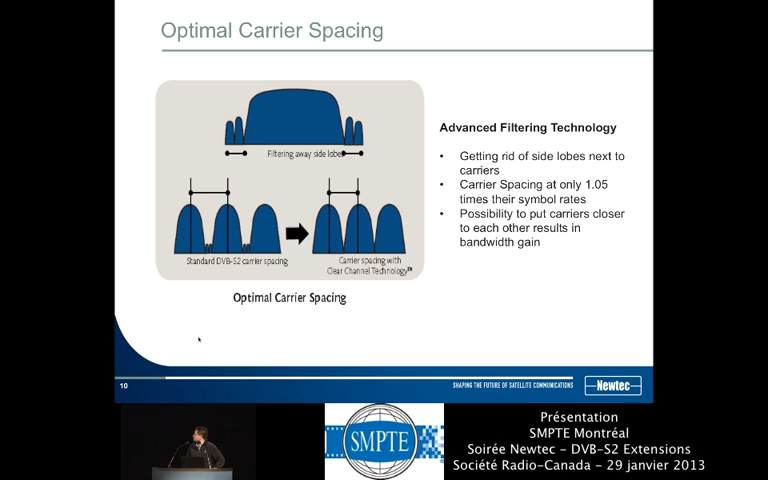 Optimal Carrier Spacing
Filtering away side lobes
Standard DVB-S2 carrier spacing
Carrier spacing with
Clear Channel Technology™
Optimal Carrier Spacing
Advanced Filtering Technology
• Getting rid of side lobes next to
carriers
• Carrier Spacing at only 1.05
times their symbol rates
• Possibility to put carriers closer
to each other results in
bandwidth gain
10
SHAPING THE FUTURE OF SATELLITE COMMUNICATIONS
Newtec
SMPTE
Présentation
SMPTE Montréal
Soirée Newtec – DVB-S2 Extensions
Société Radio-Canada – 29 janvier 2013